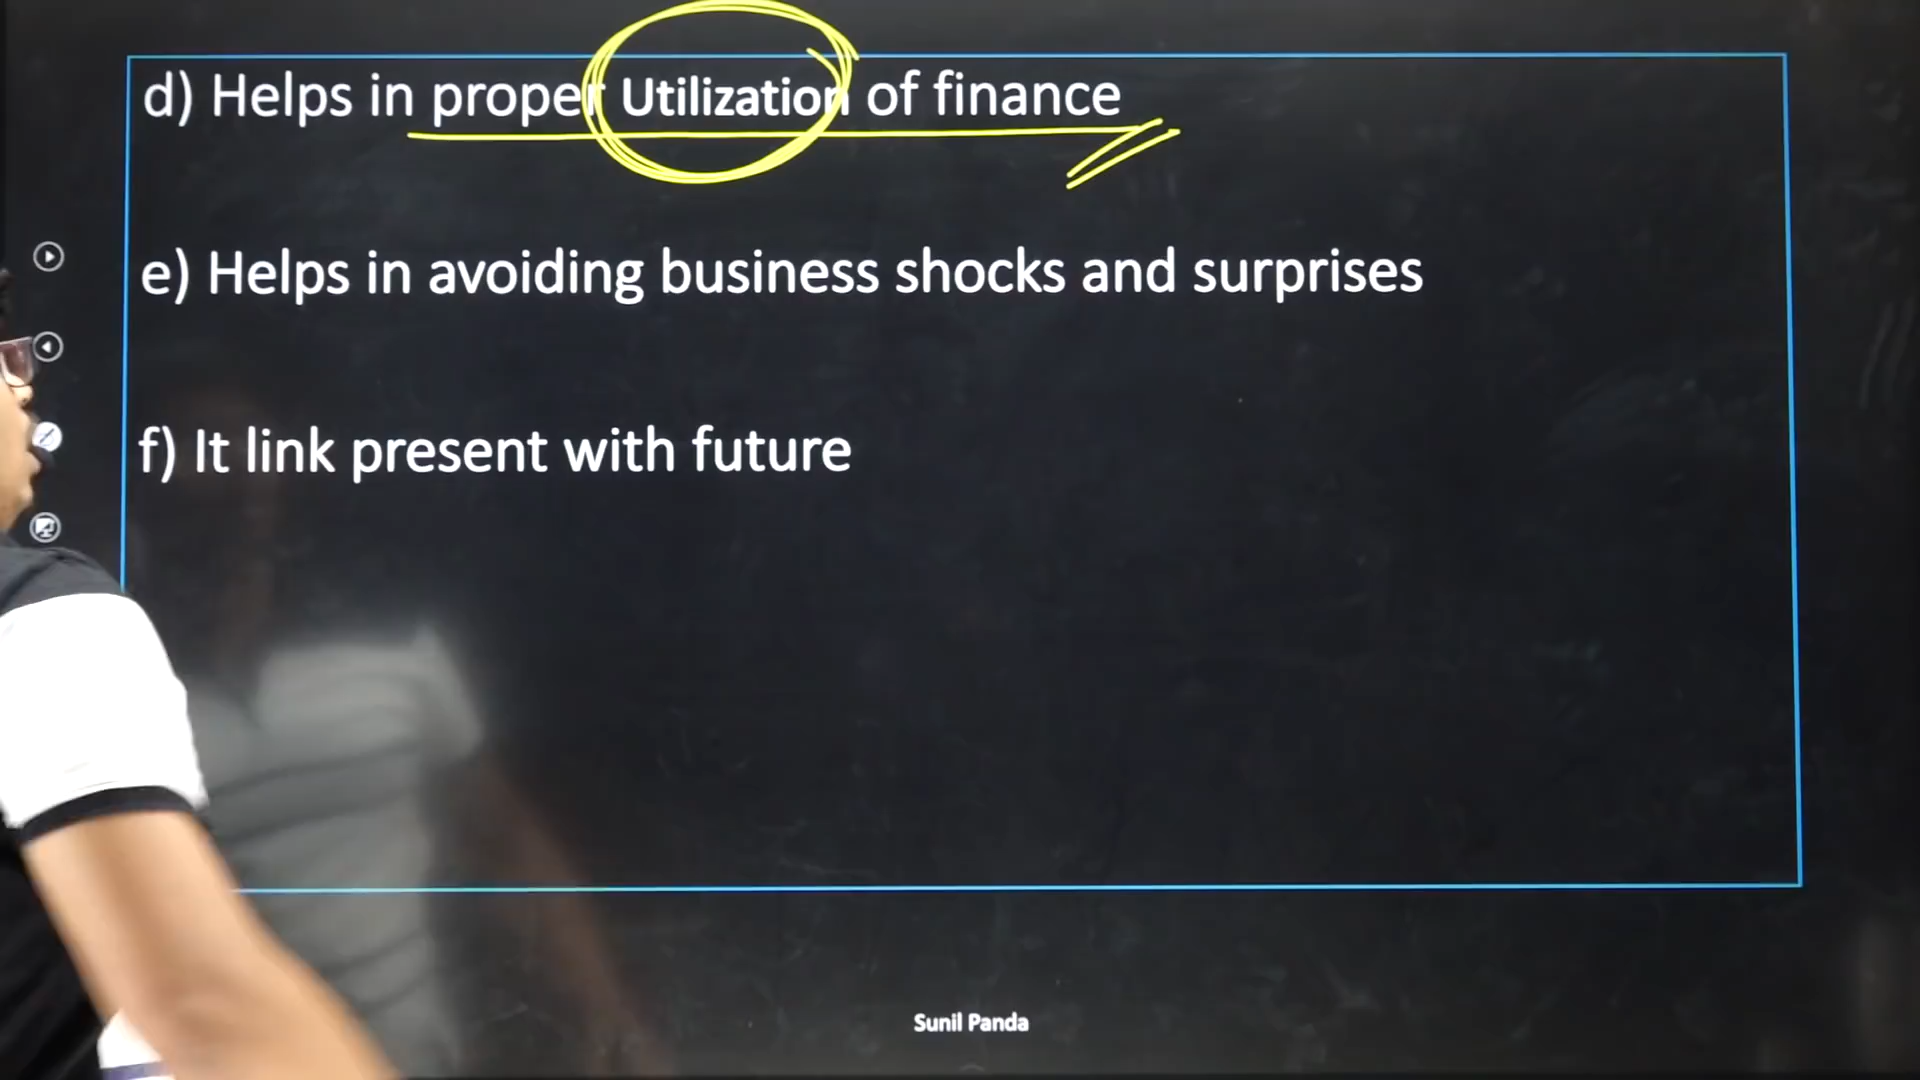 d) Helps in proper Utilization of finance
e) Helps in avoiding business shocks and surprises
f) It link present with future
Sunil Panda